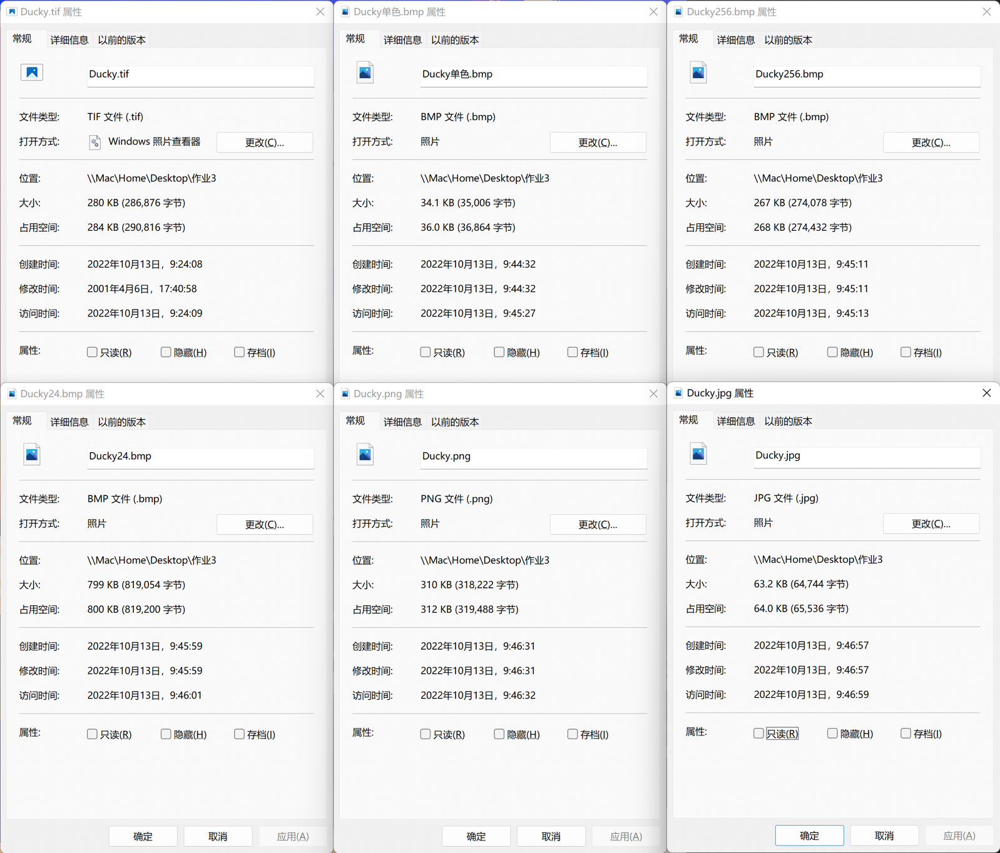 Ducky.tif 属性
常规 详细信息 以前的版本
Ducky.tif
文件类型: TIF 文件 (.tif)
打开方式: Windows 照片查看器 更改(C)...
位置: \\Mac\Home\Desktop\作业3
大小: 280 KB (286,876 字节)
占用空间: 284 KB (290,816 字节)
创建时间: 2022年10月13日，9:24:08
修改时间: 2001年4月6日，17:40:58
访问时间: 2022年10月13日，9:24:09
属性: 只读(R) 隐藏(H) 存档(I)
Ducky单色.bmp 属性
常规 详细信息 以前的版本
Ducky单色.bmp
文件类型: BMP 文件 (.bmp)
打开方式: 照片 更改(C)...
位置: \\Mac\Home\Desktop\作业3
大小: 34.1 KB (35,006 字节)
占用空间: 36.0 KB (36,864 字节)
创建时间: 2022年10月13日，9:44:32
修改时间: 2022年10月13日，9:44:32
访问时间: 2022年10月13日，9:45:27
属性: 只读(R) 隐藏(H) 存档(I)
Ducky256.bmp 属性
常规 详细信息 以前的版本
Ducky256.bmp
文件类型: BMP 文件 (.bmp)
打开方式: 照片 更改(C)...
位置: \\Mac\Home\Desktop\作业3
大小: 267 KB (274,078 字节)
占用空间: 268 KB (274,432 字节)
创建时间: 2022年10月13日，9:45:11
修改时间: 2022年10月13日，9:45:11
访问时间: 2022年10月13日，9:45:13
属性: 只读(R) 隐藏(H) 存档(I)
Ducky24.bmp 属性
常规 详细信息 以前的版本
Ducky24.bmp
文件类型: BMP 文件 (.bmp)
打开方式: 照片 更改(C)...
位置: \\Mac\Home\Desktop\作业3
大小: 799 KB (819,054 字节)
占用空间: 800 KB (819,200 字节)
创建时间: 2022年10月13日，9:45:59
修改时间: 2022年10月13日，9:45:59
访问时间: 2022年10月13日，9:46:01
属性: 只读(R) 隐藏(H) 存档(I)
确定 取消 应用(A)
Ducky.png 属性
常规 详细信息 以前的版本
Ducky.png
文件类型: PNG 文件 (.png)
打开方式: 照片 更改(C)...
位置: \\Mac\Home\Desktop\作业3
大小: 310 KB (318,222 字节)
占用空间: 312 KB (319,488 字节)
创建时间: 2022年10月13日，9:46:31
修改时间: 2022年10月13日，9:46:31
访问时间: 2022年10月13日，9:46:32
属性: 只读(R) 隐藏(H) 存档(I)
确定 取消 应用(A)
Ducky.jpg 属性
常规 详细信息 以前的版本
Ducky.jpg
文件类型: JPG 文件 (.jpg)
打开方式: 照片 更改(C)...
位置: \\Mac\Home\Desktop\作业3
大小: 63.2 KB (64,744 字节)
占用空间: 64.0 KB (65,536 字节)
创建时间: 2022年10月13日，9:46:57
修改时间: 2022年10月13日，9:46:57
访问时间: 2022年10月13日，9:46:59
属性: 只读(R) 隐藏(H) 存档(I)
确定 取消 应用(A)